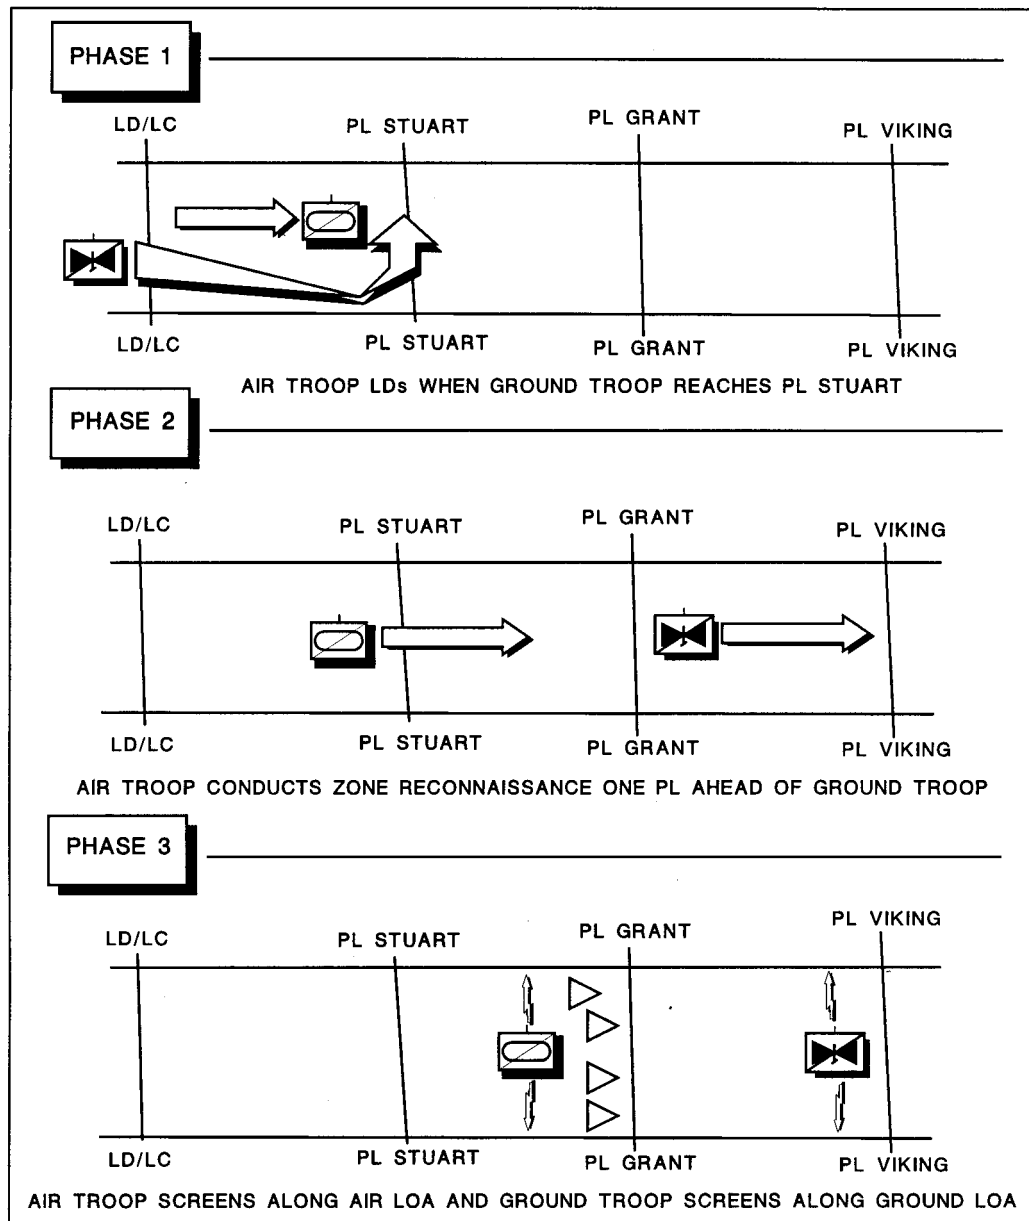 PHASE 1
LD/LC
PL STUART
PL GRANT
PL VIKING
LD/LC
PL STUART
PL GRANT
PL VIKING
AIR TROOP LDs WHEN GROUND TROOP REACHES PL STUART
PHASE 2
LD/LC
PL STUART
PL GRANT
PL VIKING
LD/LC
PL STUART
PL GRANT
PL VIKING
AIR TROOP CONDUCTS ZONE RECONNAISSANCE ONE PL AHEAD OF GROUND TROOP
PHASE 3
LD/LC
PL STUART
PL GRANT
PL VIKING
LD/LC
PL STUART
PL GRANT
PL VIKING
AIR TROOP SCREENS ALONG AIR LOA AND GROUND TROOP SCREENS ALONG GROUND LOA